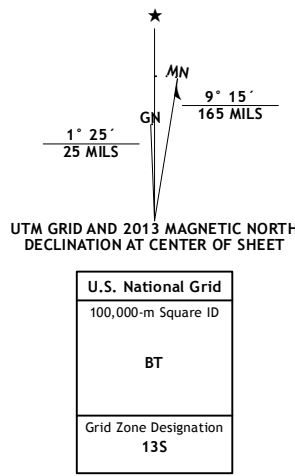 MN
GN
9° 15´
165 MILS
1° 25´
25 MILS
UTM GRID AND 2013 MAGNETIC NORTH
DECLINATION AT CENTER OF SHEET
U.S. National Grid
100,000-m Square ID
BT
Grid Zone Designation
13S